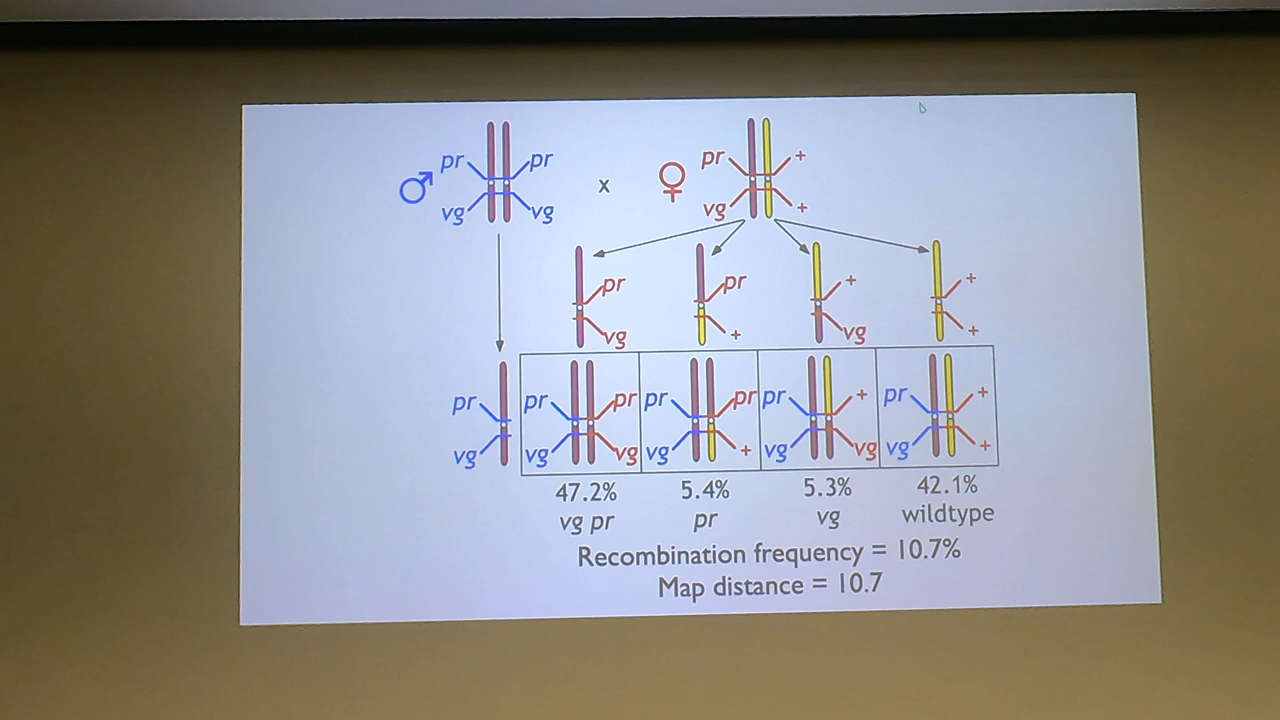 pr pr x pr +
vg vg vg +
pr pr + +
vg + vg +
pr pr pr pr pr pr + pr +
vg vg vg vg + vg vg vg +
47.2% 5.4% 5.3% 42.1%
vg pr pr vg wildtype
Recombination frequency = 10.7%
Map distance = 10.7